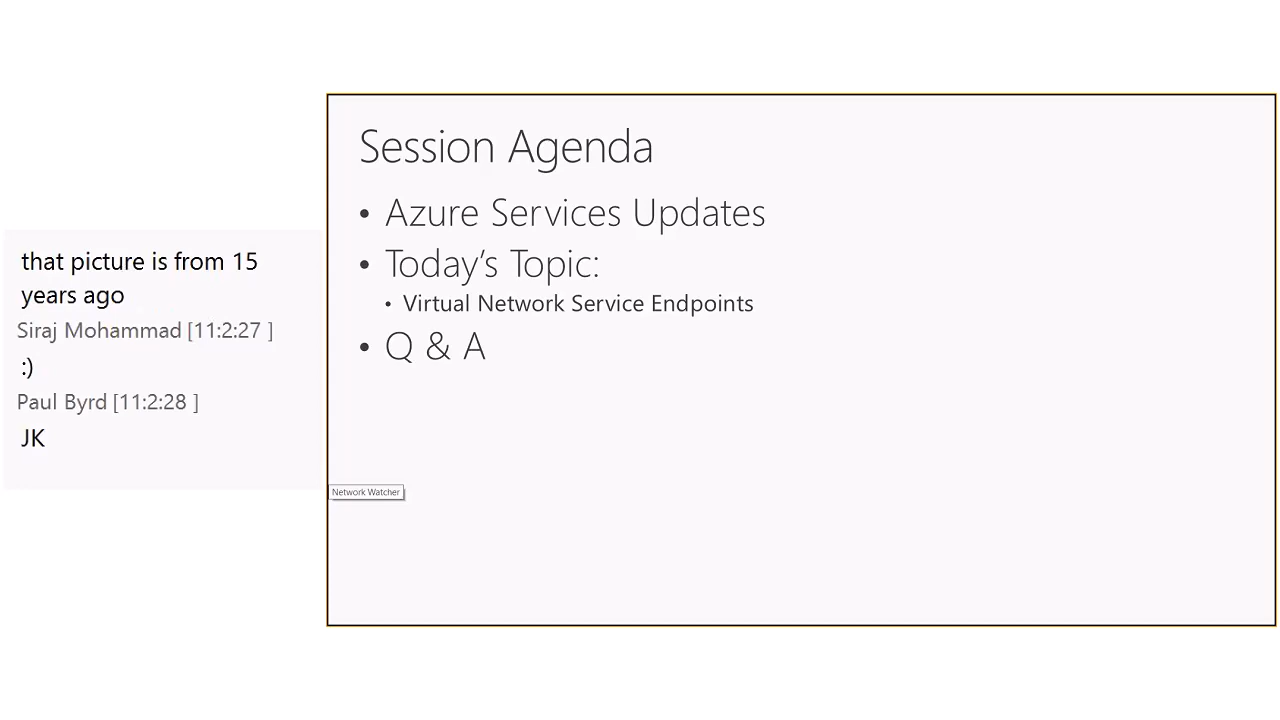 that picture is from 15
years ago
Siraj Mohammad [11:2:27 ]
:)
Paul Byrd [11:2:28 ]
JK
Session Agenda
• Azure Services Updates
• Today's Topic:
• Virtual Network Service Endpoints
• Q & A
Network Watcher